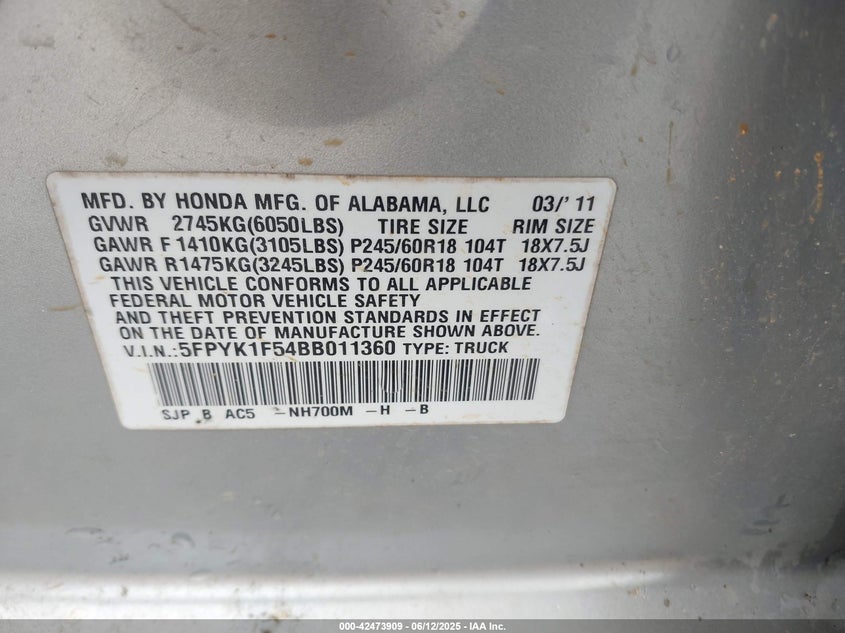 MFD. BY HONDA MFG. OF ALABAMA, LLC 03/'11
GVWR 2745KG(6050LBS) TIRE SIZE RIM SIZE
GAWR F1410KG(3105LBS) P245/60R18 104T 18X7.5J
GAWR R1475KG(3245LBS) P245/60R18 104T 18X7.5J
THIS VEHICLE CONFORMS TO ALL APPLICABLE
FEDERAL MOTOR VEHICLE SAFETY
AND THEFT PREVENTION STANDARDS IN EFFECT
ON THE DATE OF MANUFACTURE SHOWN ABOVE.
V.I.N.:5FPYK1F54BB011360 TYPE:TRUCK
SJP B AC5 -NH700M -H -B
000-42473909 - 06/12/2025 - IAA Inc.